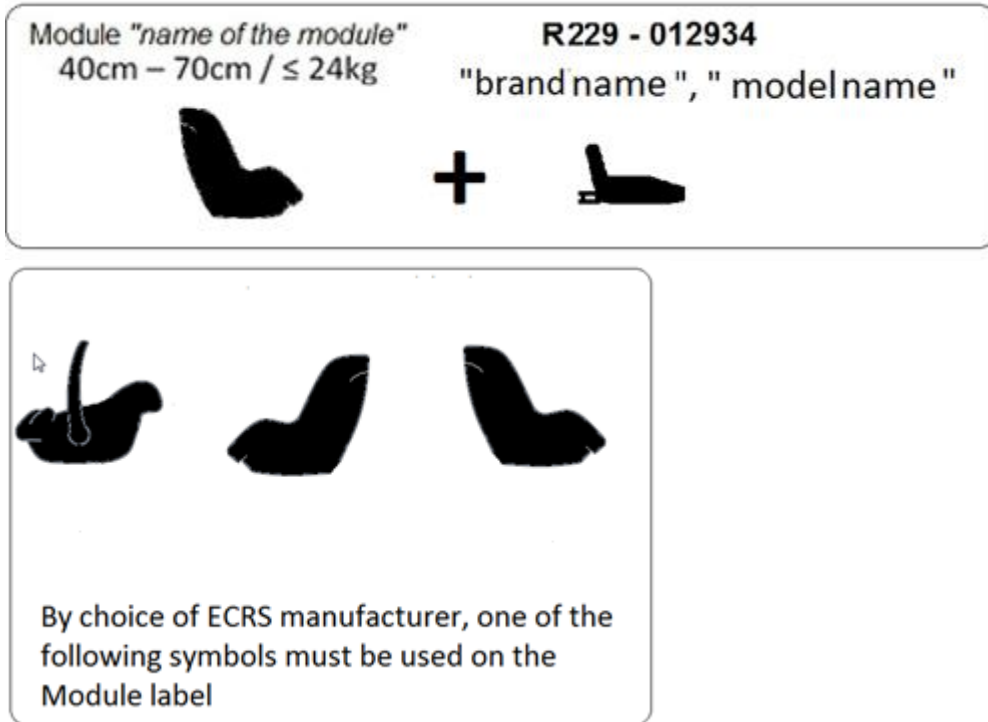 Module "name of the module"
40cm – 70cm / ≤ 24kg
R229 - 012934
"brand name ", " model name "
By choice of ECRS manufacturer, one of the
following symbols must be used on the
Module label